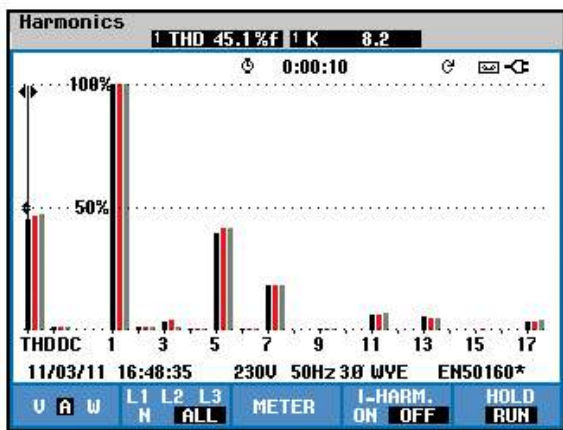 Harmonics
1 THD 45.1%f 1 K 8.2
0:00:10
100%
50%
THDDC 1 3 5 7 9 11 13 15 17
11/03/11 16:48:35 230V 50Hz 3Ø WYE EN50160*
V A W L1 L2 L3 N ALL METER I-HARM. ON OFF HOLD RUN